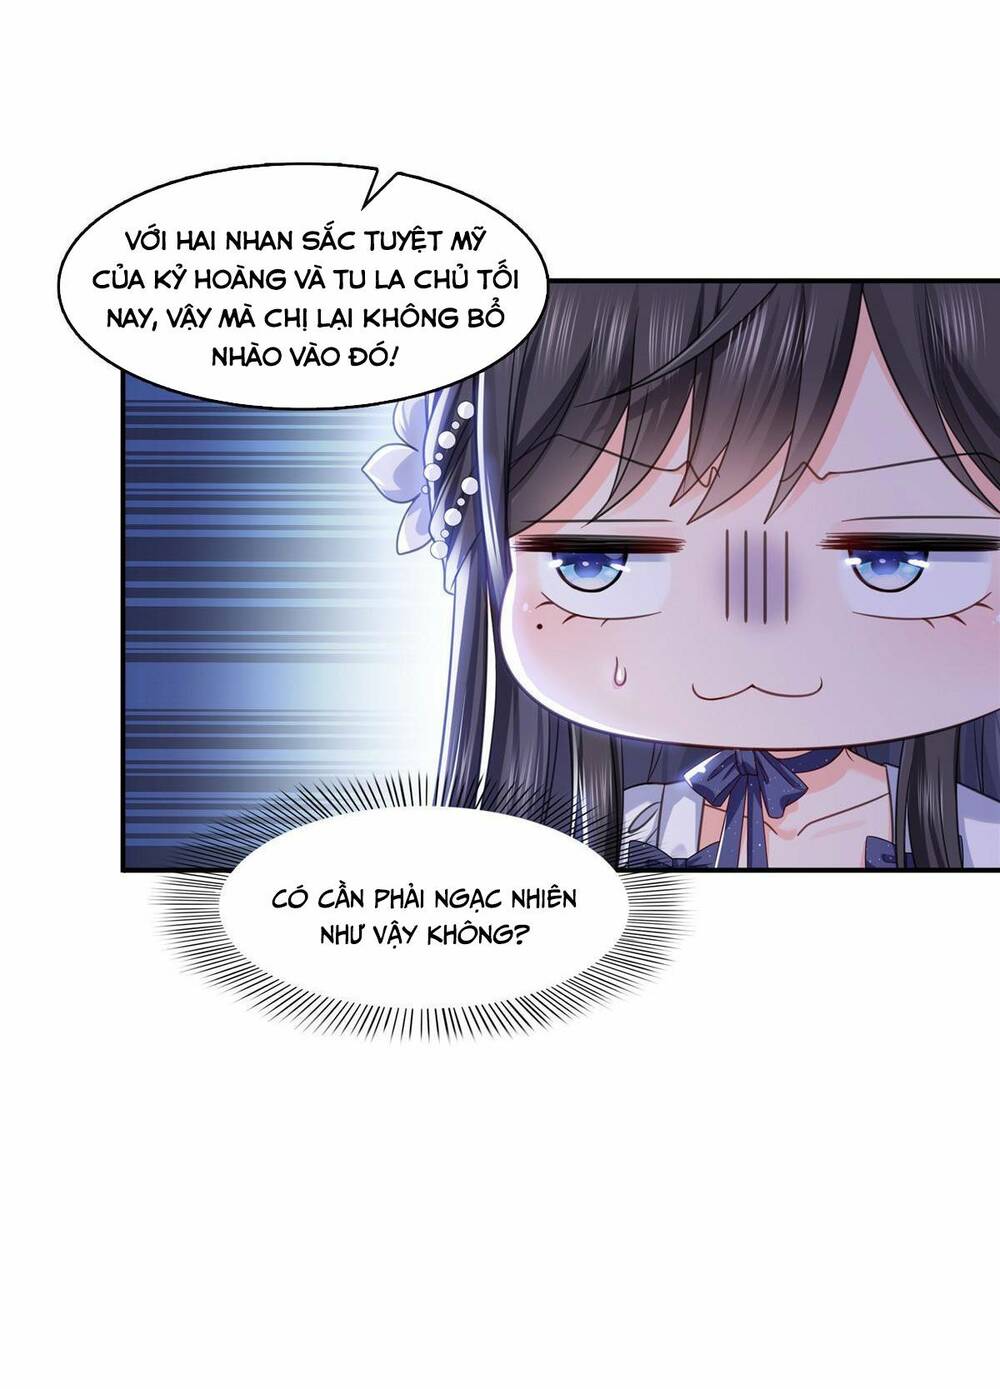 VỚI HAI NHAN SẮC TUYỆT MỸ
CỦA KỶ HOÀNG VÀ TU LA CHỦ TỐI
NAY, VẬY MÀ CHỊ LẠI KHÔNG BỔ
NHÀO VÀO ĐÓ!
CÓ CẦN PHẢI NGẠC NHIÊN
NHƯ VẬY KHÔNG?